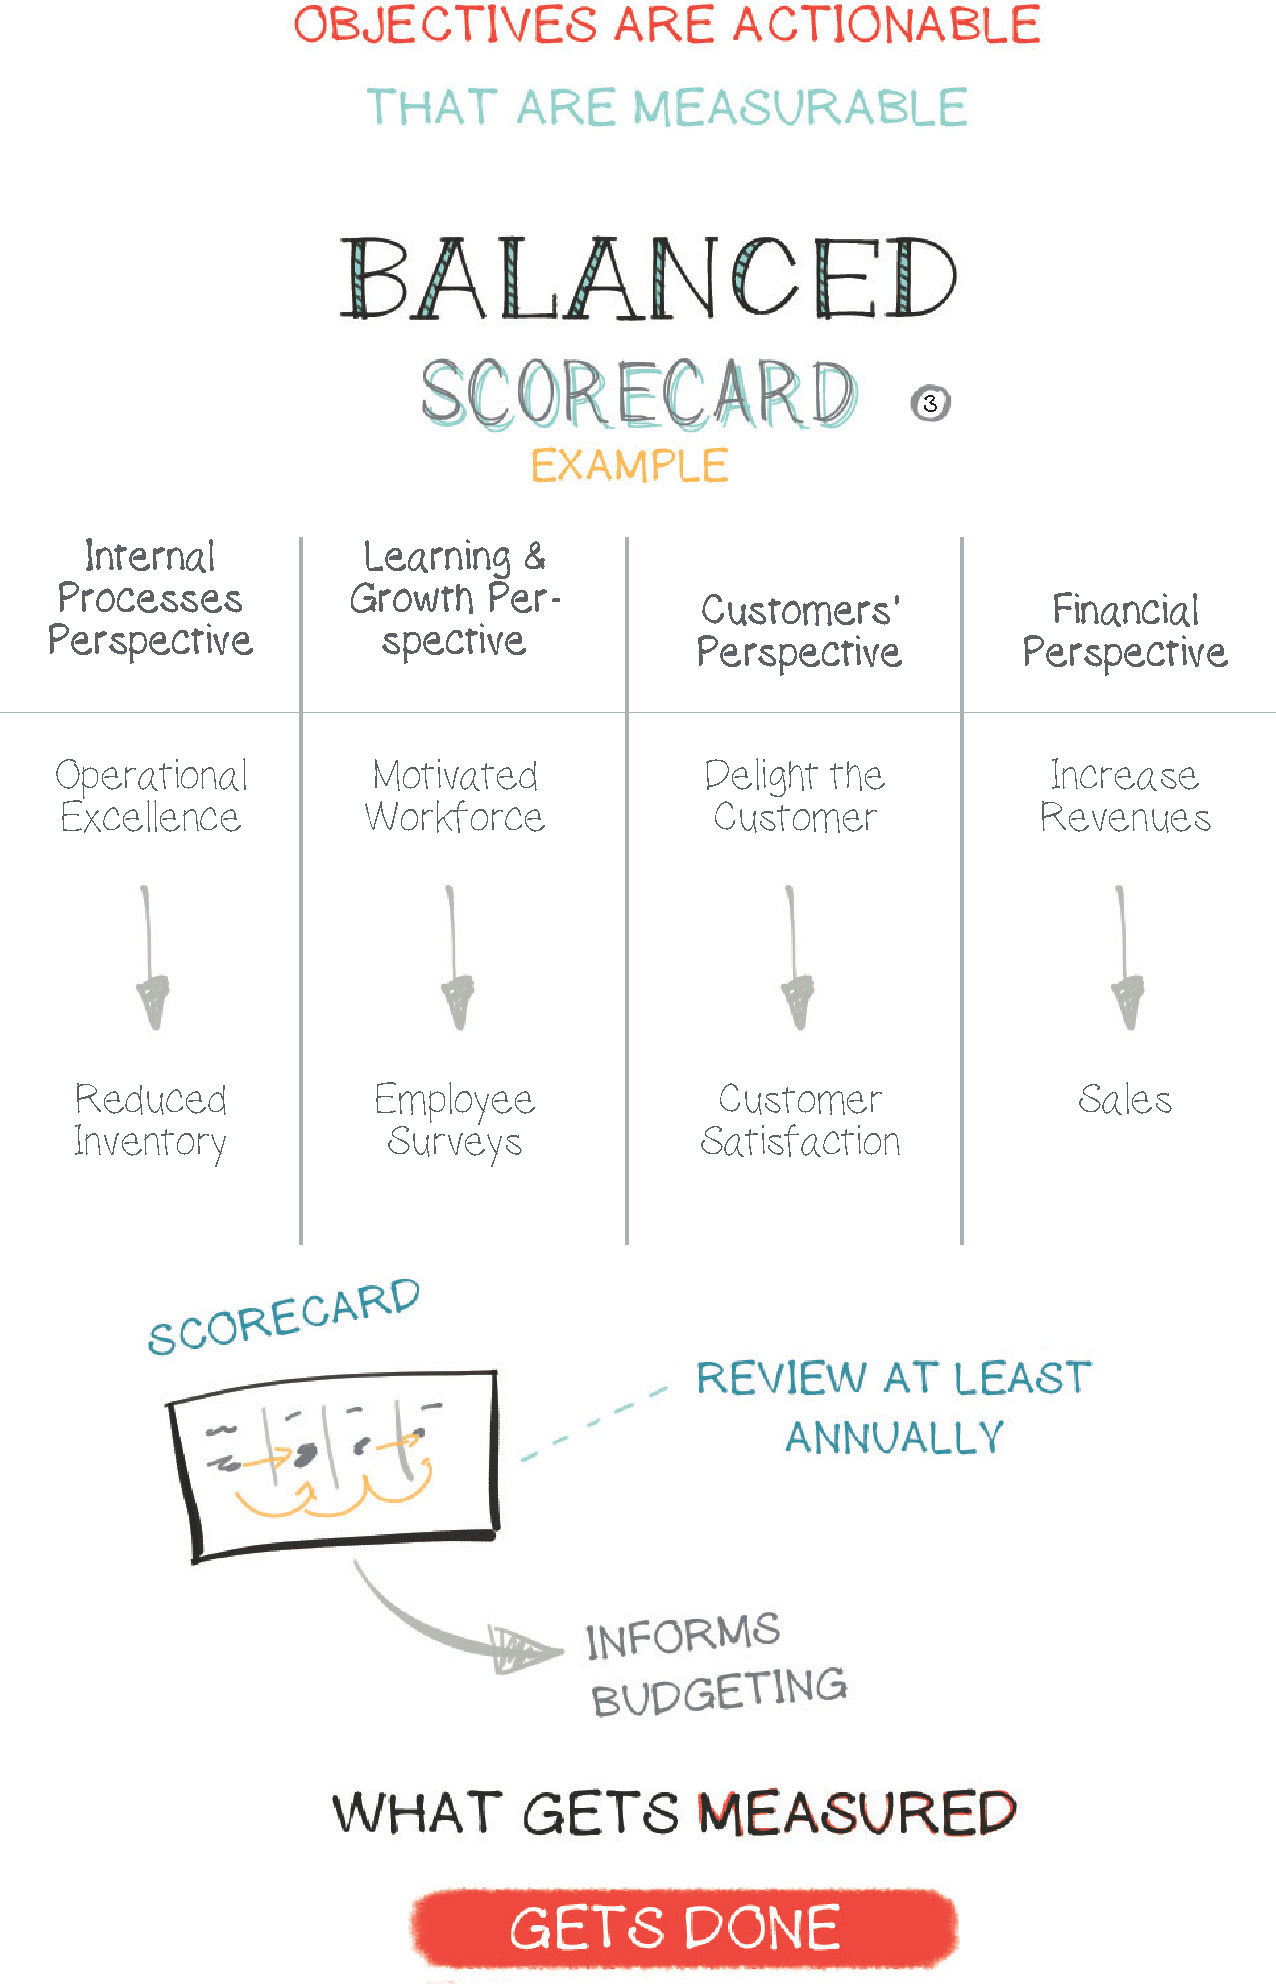 OBJECTIVES ARE ACTIONABLE
THAT ARE MEASURABLE
BALANCED
SCORECARD 3
EXAMPLE
Internal
Processes
Perspective
Learning &
Growth Per-
spective
Customers'
Perspective
Financial
Perspective
Operational
Excellence
Motivated
Workforce
Delight the
Customer
Increase
Revenues
Reduced
Inventory
Employee
Surveys
Customer
Satisfaction
Sales
SCORECARD
REVIEW AT LEAST
ANNUALLY
INFORMS
BUDGETING
WHAT GETS MEASURED
GETS DONE